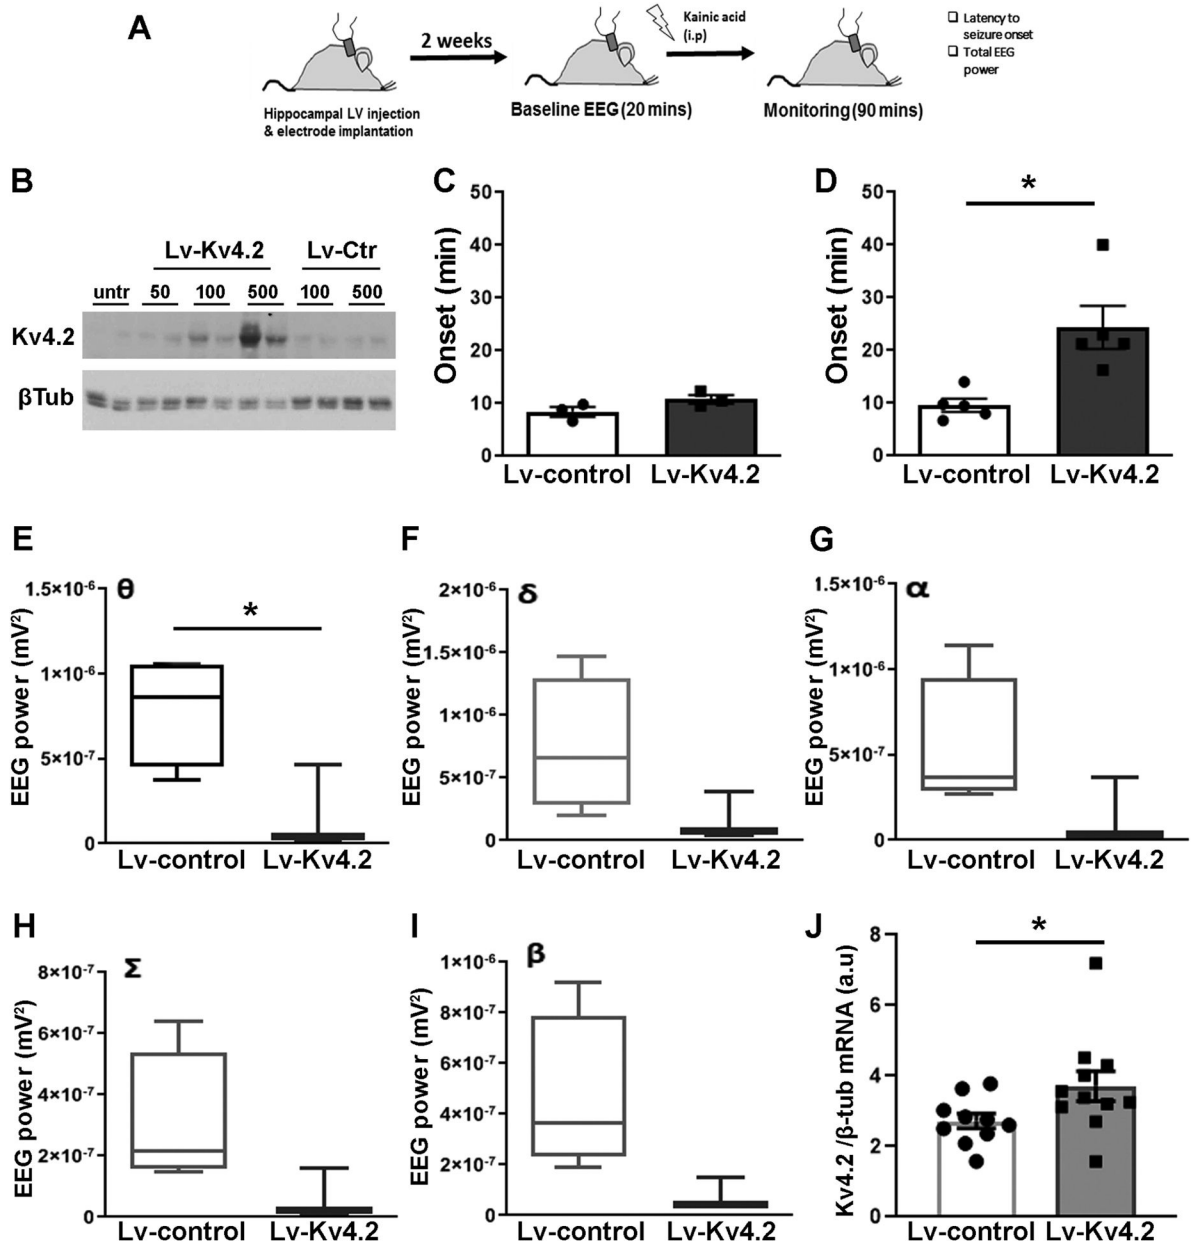 A
2 weeks
Kainic acid
(i.p)
Latency to
seizure onset
Total EEG
power
Hippocampal LV injection
& electrode implantation
Baseline EEG (20 mins)
Monitoring (90 mins)
B
Lv-Kv4.2
Lv-Ctr
untr
50
100
500
100
500
Kv4.2
βTub
C
Onset (min)
50
40
30
20
10
0
Lv-control
Lv-Kv4.2
D
*
Onset (min)
50
40
30
20
10
0
Lv-control
Lv-Kv4.2
E
θ
*
EEG power (mV²)
1.5×10⁻⁶
1×10⁻⁶
5×10⁻⁷
0
Lv-control
Lv-Kv4.2
F
δ
EEG power (mV²)
2×10⁻⁶
1.5×10⁻⁶
1×10⁻⁶
5×10⁻⁷
0
Lv-control
Lv-Kv4.2
G
α
EEG power (mV²)
1.5×10⁻⁶
1×10⁻⁶
5×10⁻⁷
0
Lv-control
Lv-Kv4.2
H
Σ
EEG power (mV²)
8×10⁻⁷
6×10⁻⁷
4×10⁻⁷
2×10⁻⁷
0
Lv-control
Lv-Kv4.2
I
β
EEG power (mV²)
1×10⁻⁶
8×10⁻⁷
6×10⁻⁷
4×10⁻⁷
2×10⁻⁷
0
Lv-control
Lv-Kv4.2
J
*
Kv4.2 /β-tub mRNA (a.u)
8
6
4
2
0
Lv-control
Lv-Kv4.2